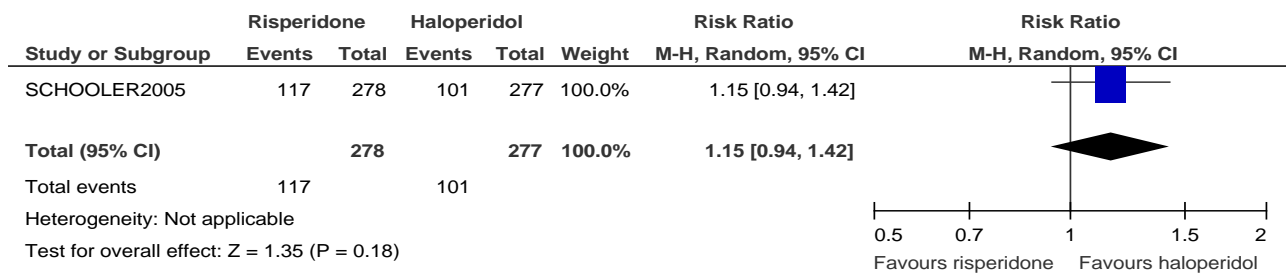 Risperidone Haloperidol Risk Ratio Risk Ratio
Study or Subgroup Events Total Events Total Weight M-H, Random, 95% CI M-H, Random, 95% CI
SCHOOLER2005 117 278 101 277 100.0% 1.15 [0.94, 1.42]
Total (95% CI) 278 277 100.0% 1.15 [0.94, 1.42]
Total events 117 101
Heterogeneity: Not applicable
Test for overall effect: Z = 1.35 (P = 0.18)
0.5 0.7 1 1.5 2
Favours risperidone Favours haloperidol